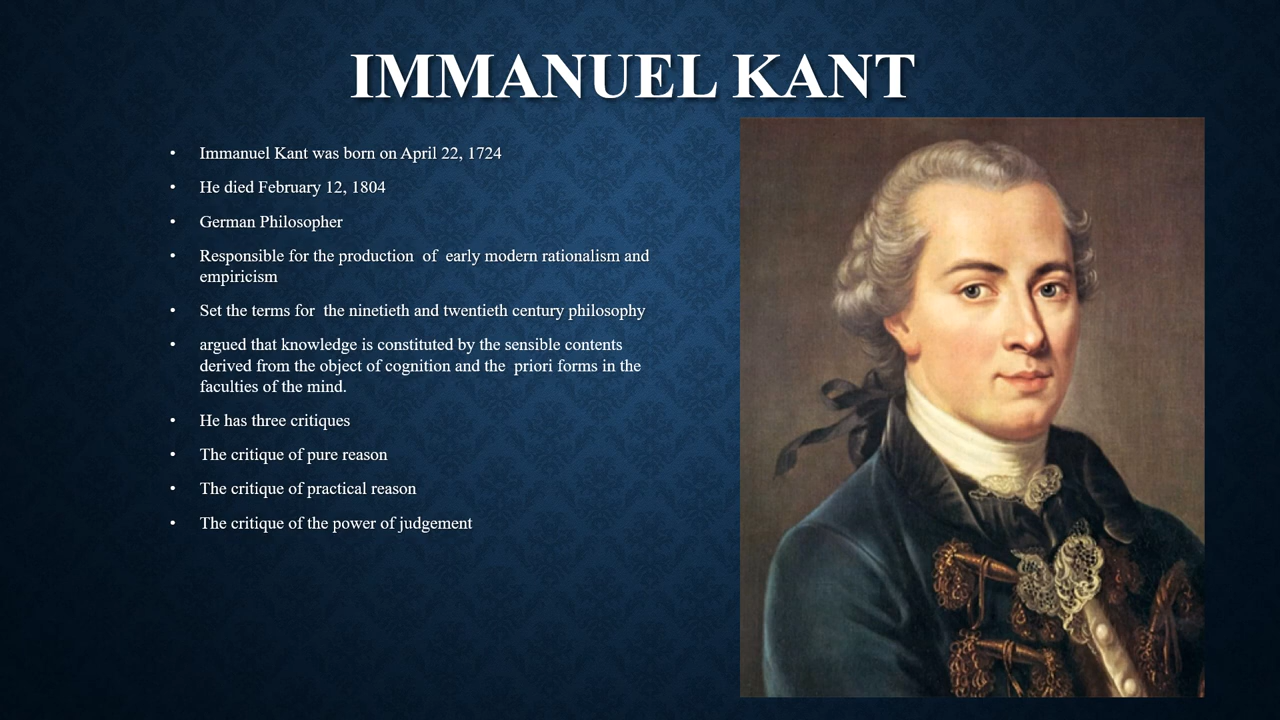 IMMANUEL KANT
• Immanuel Kant was born on April 22, 1724
• He died February 12, 1804
• German Philosopher
• Responsible for the production  of  early modern rationalism and
empiricism
• Set the terms for  the ninetieth and twentieth century philosophy
• argued that knowledge is constituted by the sensible contents
derived from the object of cognition and the  priori forms in the
faculties of the mind.
• He has three critiques
• The critique of pure reason
• The critique of practical reason
• The critique of the power of judgement